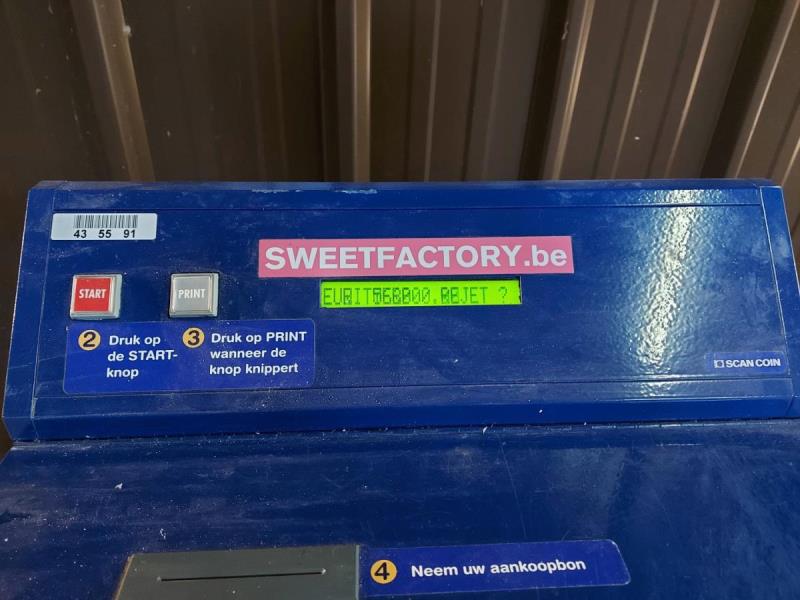 43 55 91
SWEETFACTORY.be
START
PRINT
2 Druk op
de START-
knop
3 Druk op PRINT
wanneer de
knop knippert
SCAN COIN
4 Neem uw aankoopbon